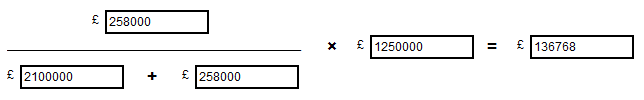 £ 258000
£ 2100000 + £ 258000 × £ 1250000 = £ 136768